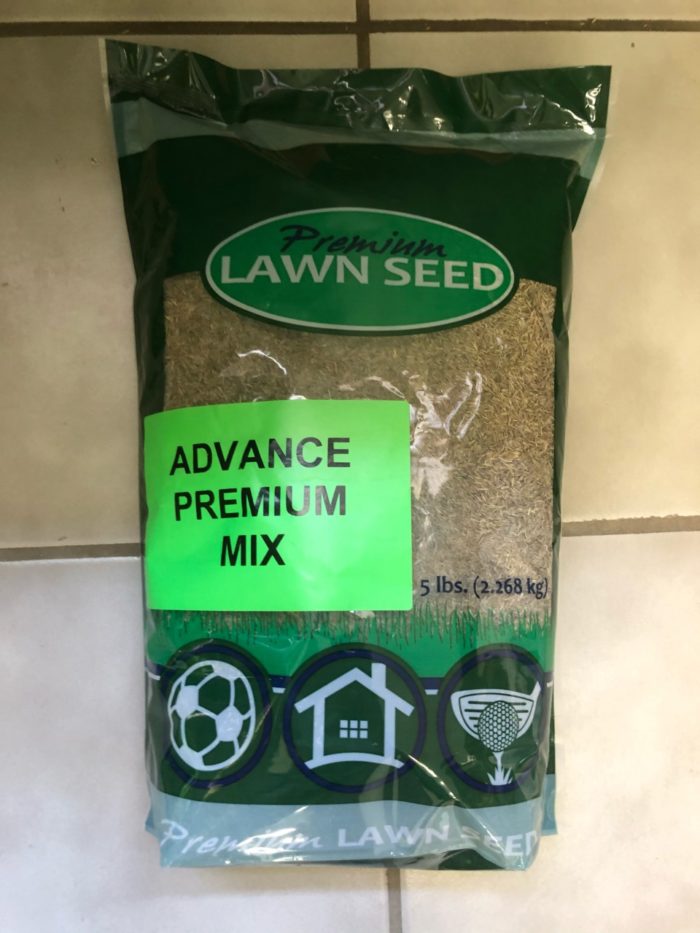 Premium
LAWN SEED
ADVANCE
PREMIUM
MIX
5 lbs. (2.268 kg)
Premium LAWN SEED